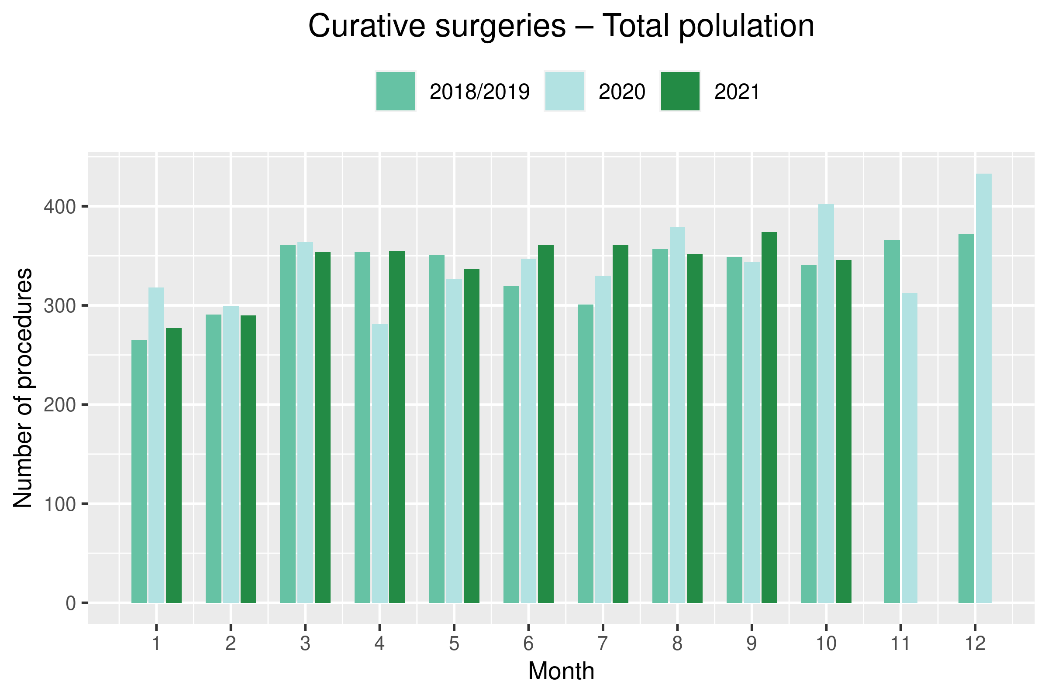 Curative surgeries – Total polulation
2018/2019 2020 2021
Number of procedures
400
300
200
100
0
1 2 3 4 5 6 7 8 9 10 11 12
Month